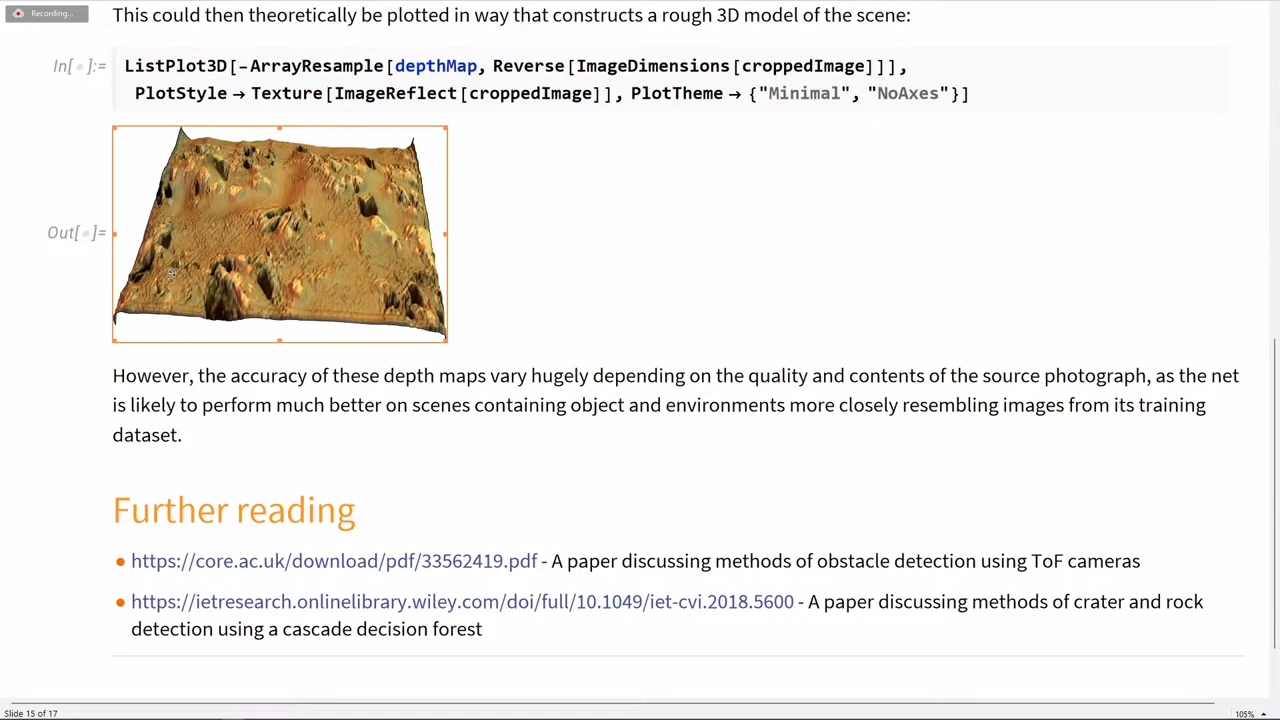 Recording...
This could then theoretically be plotted in way that constructs a rough 3D model of the scene:
In[ ]:= ListPlot3D[-ArrayResample[depthMap, Reverse[ImageDimensions[croppedImage]]],
PlotStyle → Texture[ImageReflect[croppedImage]], PlotTheme → {"Minimal", "NoAxes"}]
Out[ ]=
However, the accuracy of these depth maps vary hugely depending on the quality and contents of the source photograph, as the net
is likely to perform much better on scenes containing object and environments more closely resembling images from its training
dataset.
Further reading
• https://core.ac.uk/download/pdf/33562419.pdf - A paper discussing methods of obstacle detection using ToF cameras
• https://ietresearch.onlinelibrary.wiley.com/doi/full/10.1049/iet-cvi.2018.5600 - A paper discussing methods of crater and rock
detection using a cascade decision forest
Slide 15 of 17
105%